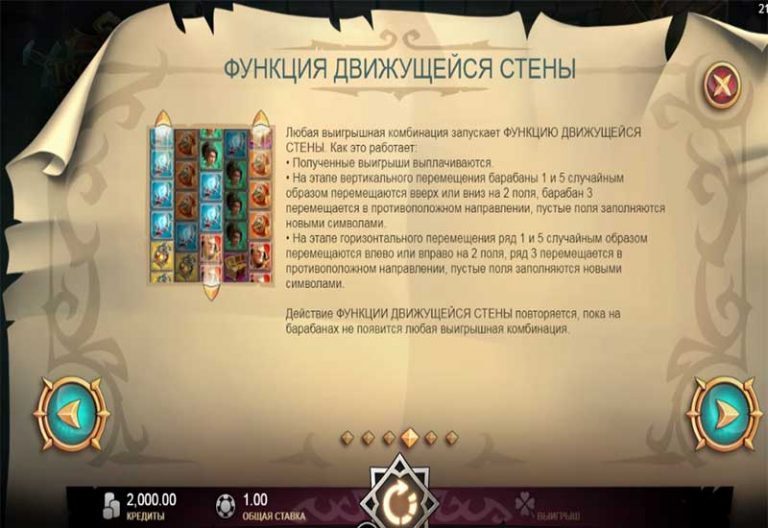 21
ФУНКЦИЯ ДВИЖУЩЕЙСЯ СТЕНЫ
Любая выигрышная комбинация запускает ФУНКЦИЮ ДВИЖУЩЕЙСЯ
СТЕНЫ. Как это работает:
• Полученные выигрыши выплачиваются.
• На этапе вертикального перемещения барабаны 1 и 5 случайным
образом перемещаются вверх или вниз на 2 поля, барабан 3
перемещается в противоположном направлении, пустые поля заполняются
новыми символами.
• На этапе горизонтального перемещения ряд 1 и 5 случайным образом
перемещаются влево или вправо на 2 поля, ряд 3 перемещается в
противоположном направлении, пустые поля заполняются новыми
символами.
Действие ФУНКЦИИ ДВИЖУЩЕЙСЯ СТЕНЫ повторяется, пока на
барабанах не появится любая выигрышная комбинация.
2,000.00
КРЕДИТЫ
1.00
ОБЩАЯ СТАВКА
ВЫИГРЫШ